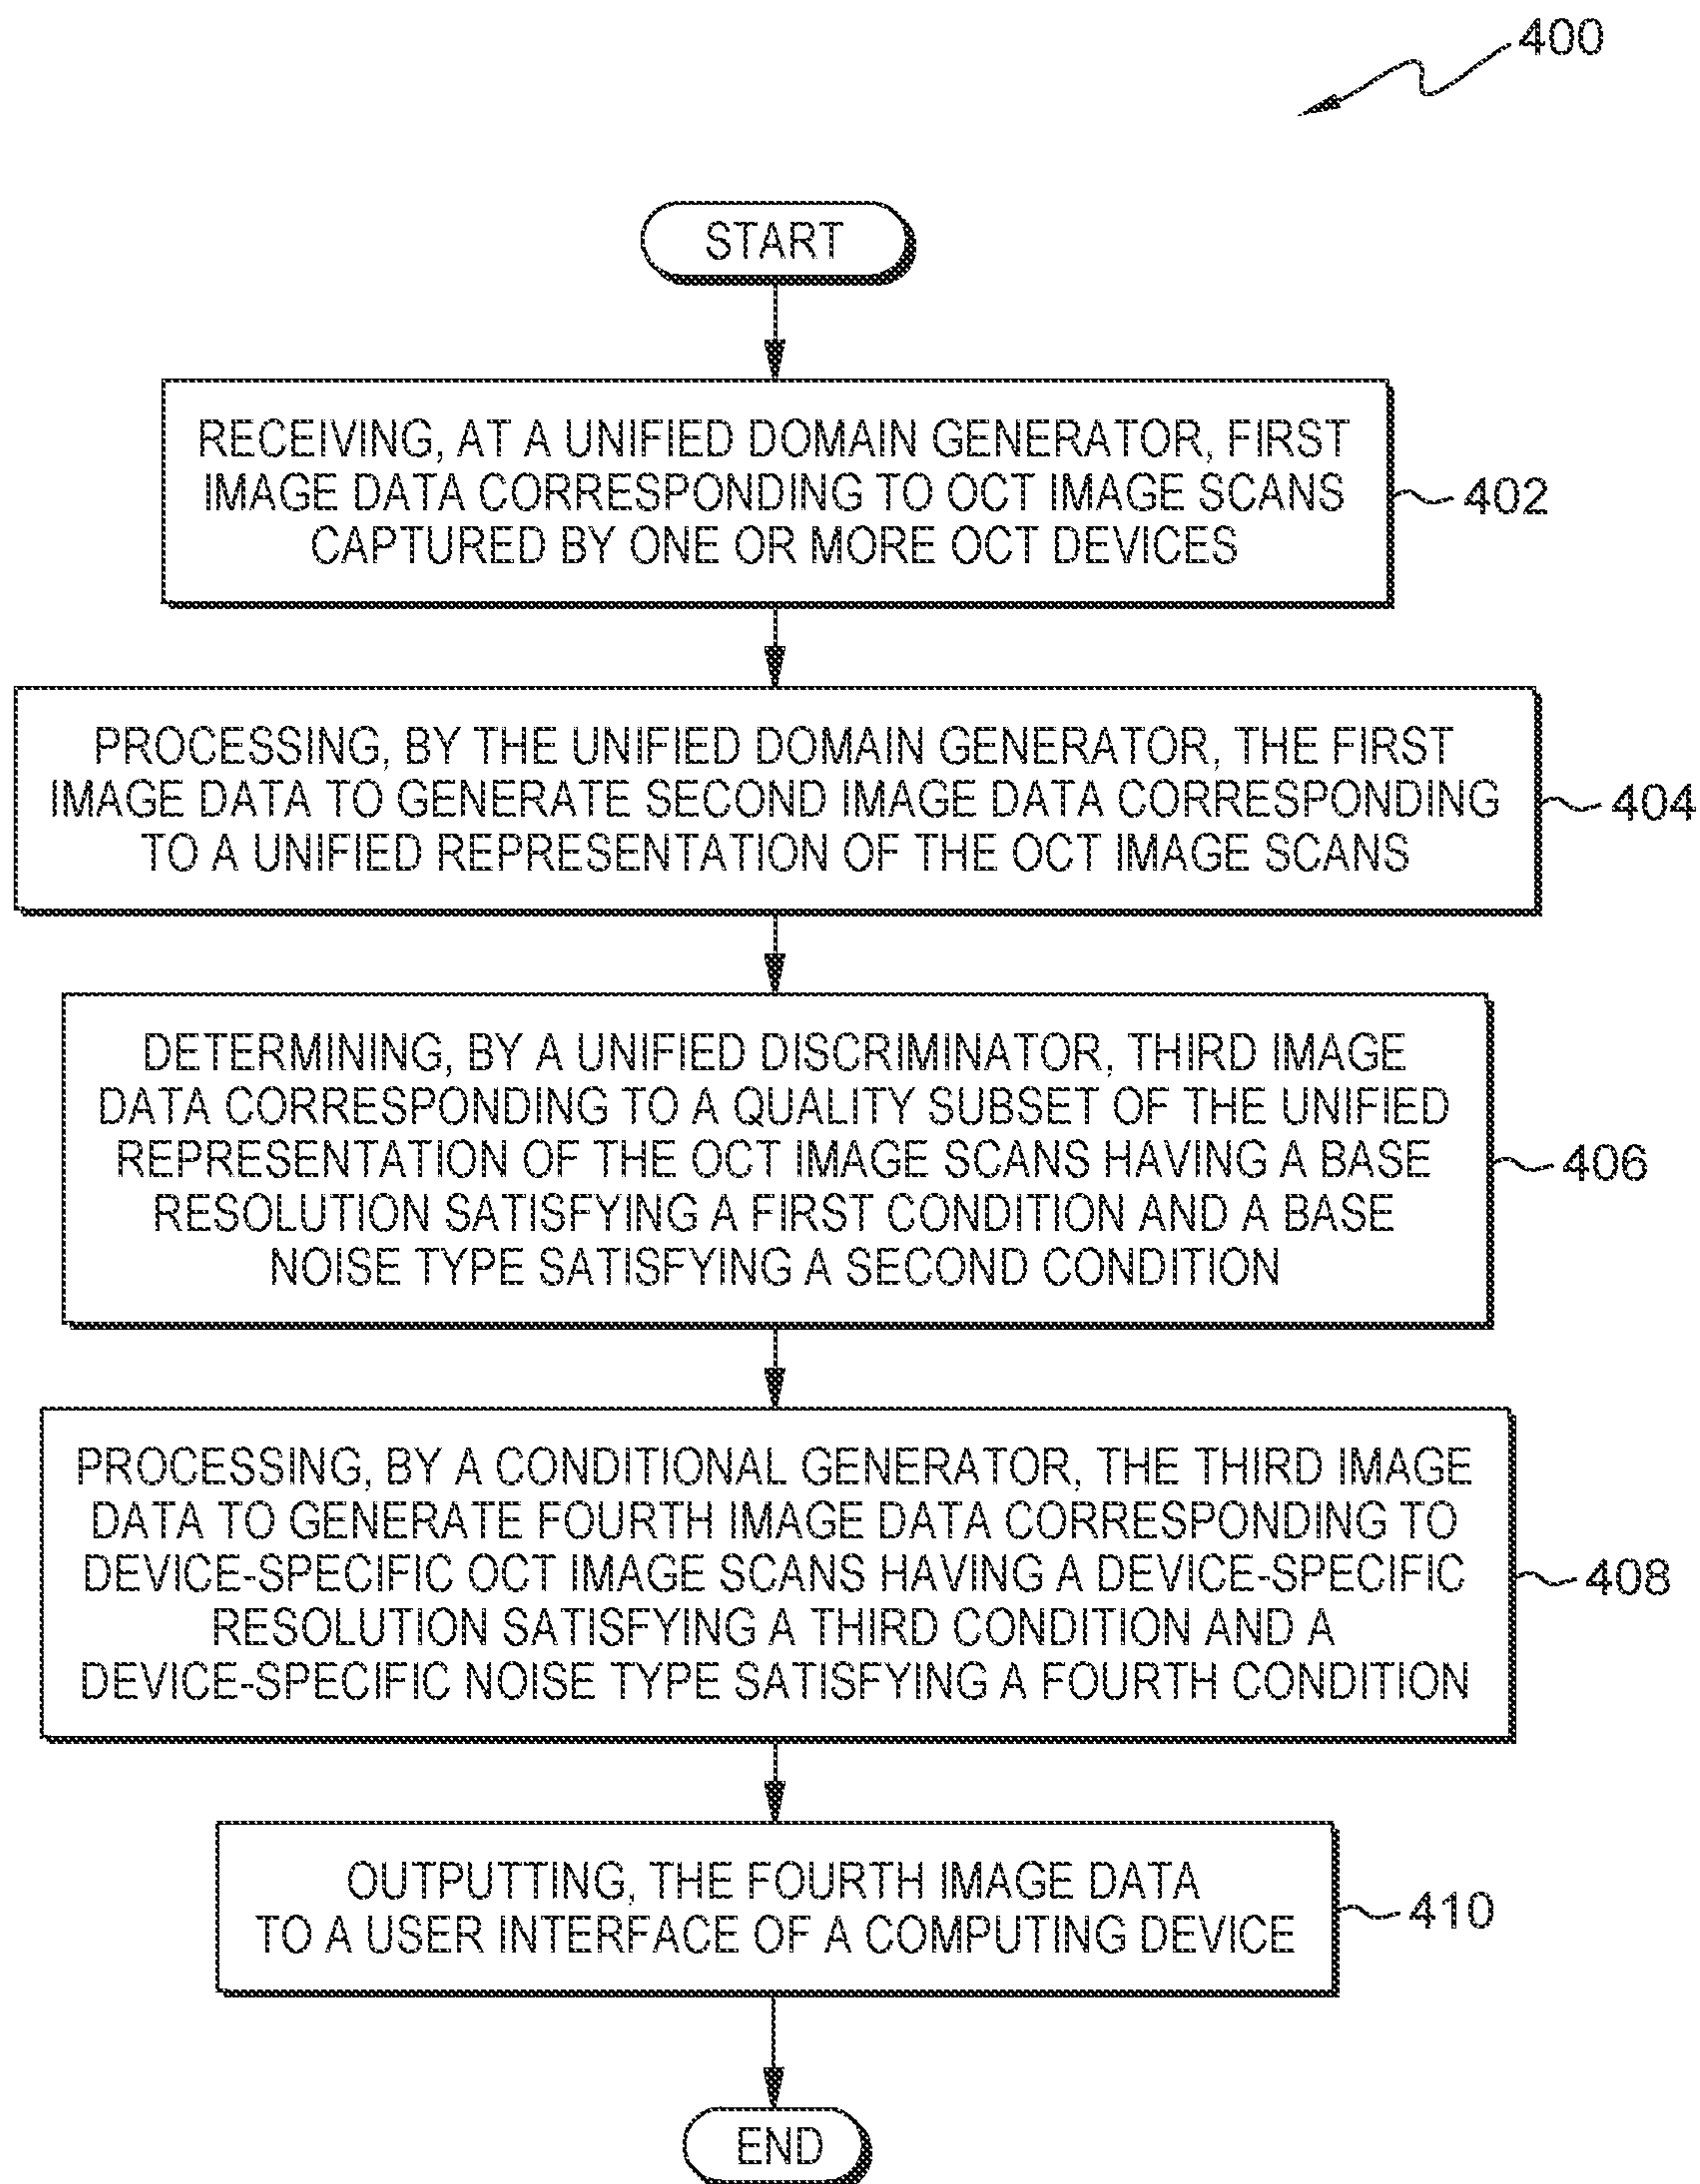 400
START
RECEIVING, AT A UNIFIED DOMAIN GENERATOR, FIRST
IMAGE DATA CORRESPONDING TO OCT IMAGE SCANS
CAPTURED BY ONE OR MORE OCT DEVICES
402
PROCESSING, BY THE UNIFIED DOMAIN GENERATOR, THE FIRST
IMAGE DATA TO GENERATE SECOND IMAGE DATA CORRESPONDING
TO A UNIFIED REPRESENTATION OF THE OCT IMAGE SCANS
404
DETERMINING, BY A UNIFIED DISCRIMINATOR, THIRD IMAGE
DATA CORRESPONDING TO A QUALITY SUBSET OF THE UNIFIED
REPRESENTATION OF THE OCT IMAGE SCANS HAVING A BASE
RESOLUTION SATISFYING A FIRST CONDITION AND A BASE
NOISE TYPE SATISFYING A SECOND CONDITION
406
PROCESSING, BY A CONDITIONAL GENERATOR, THE THIRD IMAGE
DATA TO GENERATE FOURTH IMAGE DATA CORRESPONDING TO
DEVICE-SPECIFIC OCT IMAGE SCANS HAVING A DEVICE-SPECIFIC
RESOLUTION SATISFYING A THIRD CONDITION AND A
DEVICE-SPECIFIC NOISE TYPE SATISFYING A FOURTH CONDITION
408
OUTPUTTING, THE FOURTH IMAGE DATA
TO A USER INTERFACE OF A COMPUTING DEVICE
410
END